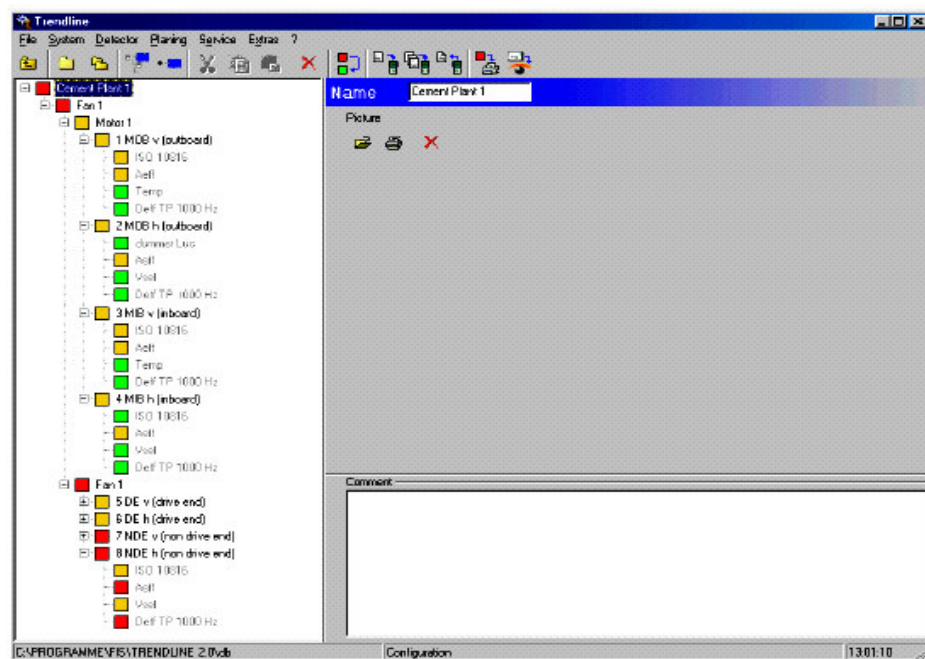 Trendline
File System Detector Planing Service Extras ?
Cement Plant 1
Name Cement Plant 1
Fan 1
Picture
Motor 1
1 MOB v (outboard)
ISO 10816
Aeff
Temp
Deff TP 1000 Hz
2 MOB h (outboard)
Aeff
Veel
Deff TP 1000 Hz
3 MIB v (inboard)
ISO 10816
Aeff
Temp
Deff TP 1000 Hz
4 MIB h (inboard)
ISO 10816
Aeff
Veel
Deff TP 1000 Hz
Fan 1
Comment
5 DE v (drive end)
6 DE h (drive end)
7 NDE v (non drive end)
8 NDE h (non drive end)
ISO 10816
Aeff
Veel
Deff TP 1000 Hz
C:\PROGRAMME\FIS\TRENDLINE 2.0\db Configuration 13:01:10